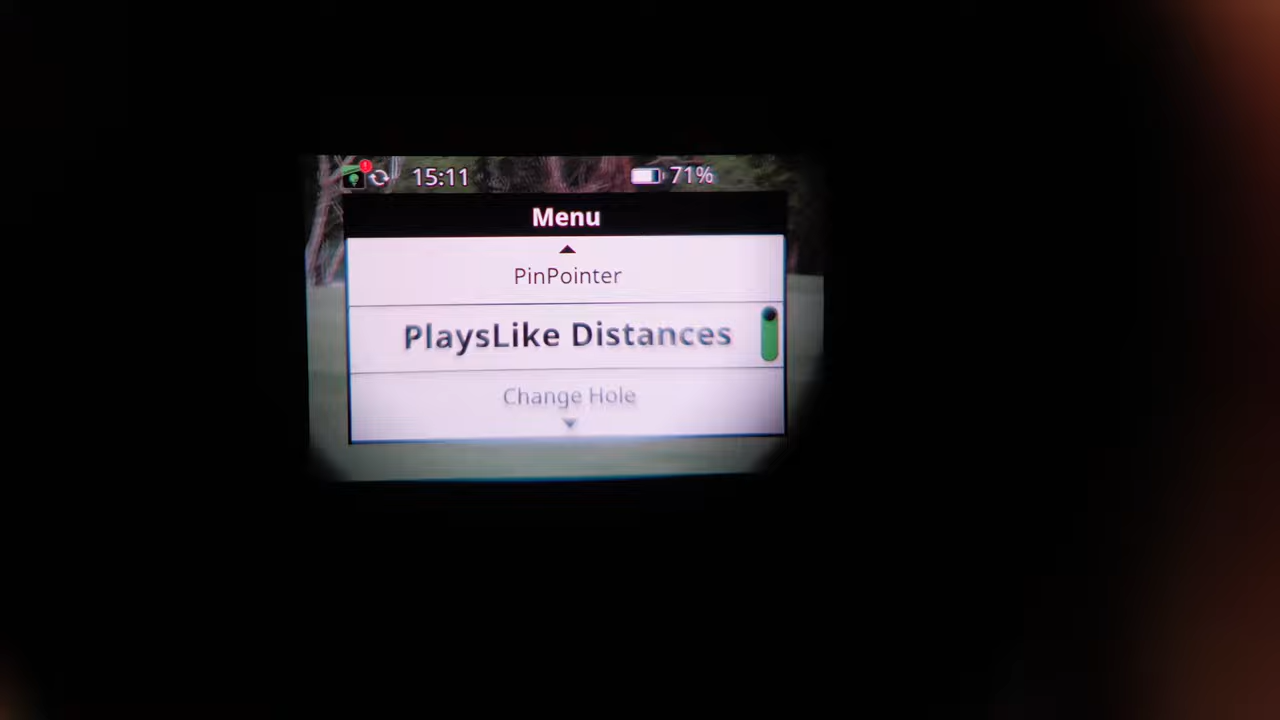 15:11 71%
Menu
PinPointer
PlaysLike Distances
Change Hole